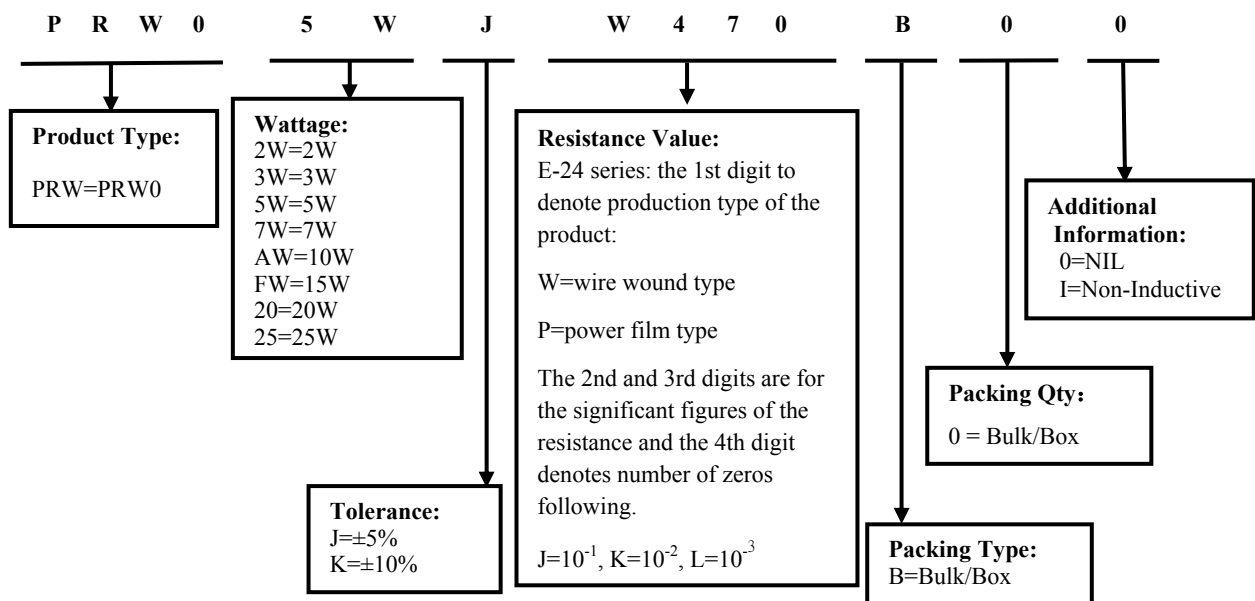 P R W 0 5 W J W 4 7 0 B 0 0
Product Type:
PRW=PRW0
Wattage:
2W=2W
3W=3W
5W=5W
7W=7W
AW=10W
FW=15W
20=20W
25=25W
Tolerance:
J=±5%
K=±10%
Resistance Value:
E-24 series: the 1st digit to
denote production type of the
product:
W=wire wound type
P=power film type
The 2nd and 3rd digits are for
the significant figures of the
resistance and the 4th digit
denotes number of zeros
following.
J=10⁻¹, K=10⁻², L=10⁻³
Packing Type:
B=Bulk/Box
Packing Qty：
0 = Bulk/Box
Additional
Information:
0=NIL
I=Non-Inductive